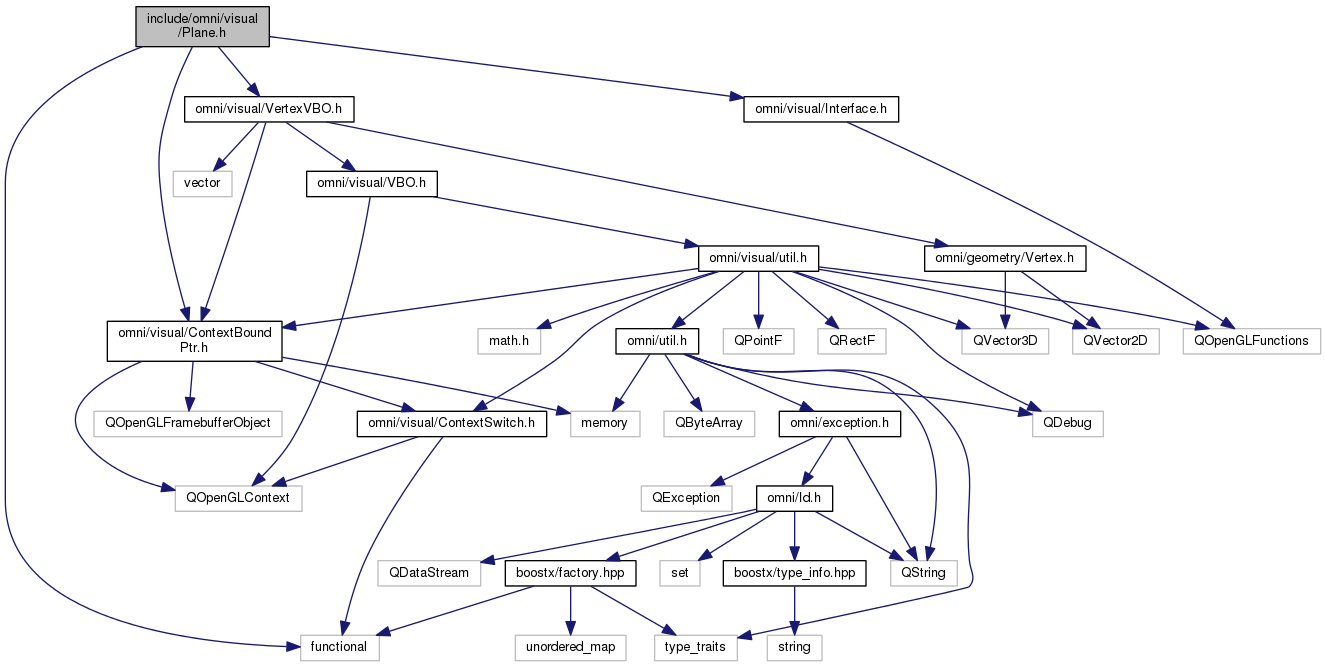 include/omni/visual
/Plane.h
omni/visual/VertexVBO.h
omni/visual/Interface.h
vector
omni/visual/VBO.h
omni/visual/util.h
omni/geometry/Vertex.h
omni/visual/ContextBound
Ptr.h
math.h
omni/util.h
QPointF
QRectF
QVector3D
QVector2D
QOpenGLFunctions
QOpenGLFramebufferObject
omni/visual/ContextSwitch.h
memory
QByteArray
omni/exception.h
QDebug
QOpenGLContext
QException
omni/Id.h
QDataStream
boostx/factory.hpp
set
boostx/type_info.hpp
QString
functional
unordered_map
type_traits
string